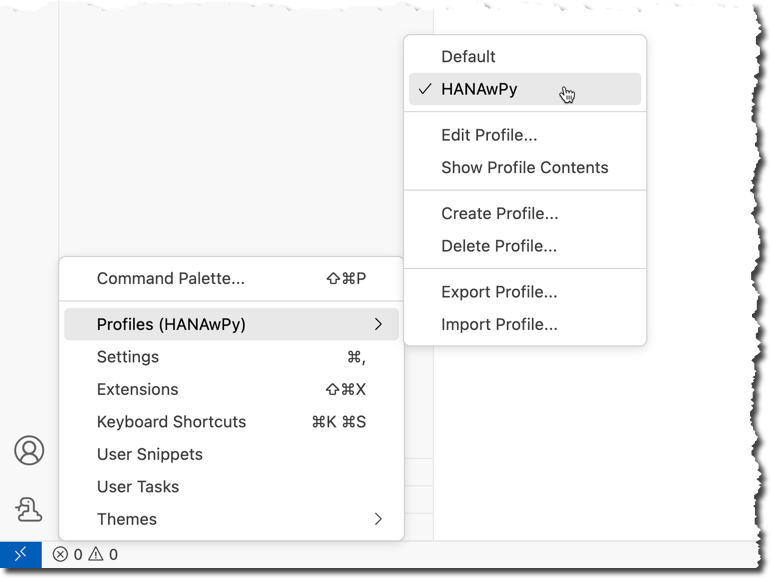 Default
✓ HANAwPy
Edit Profile...
Show Profile Contents
Create Profile...
Delete Profile...
Export Profile...
Import Profile...
Command Palette... ⇧⌘P
Profiles (HANAwPy) >
Settings ⌘,
Extensions ⇧⌘X
Keyboard Shortcuts ⌘K ⌘S
User Snippets
User Tasks
Themes >
0 0